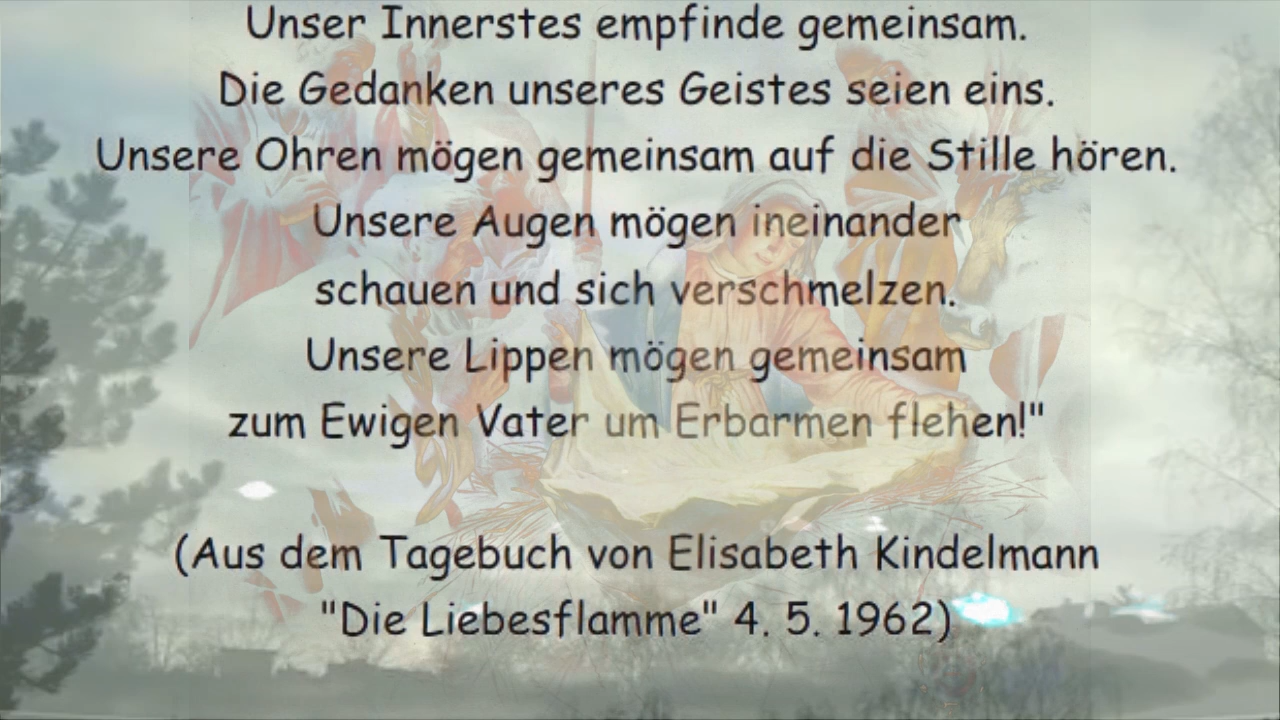 Unser Innerstes empfinde gemeinsam.
Die Gedanken unseres Geistes seien eins.
Unsere Ohren mögen gemeinsam auf die Stille hören.
Unsere Augen mögen ineinander
schauen und sich verschmelzen.
Unsere Lippen mögen gemeinsam
zum Ewigen Vater um Erbarmen flehen!"
(Aus dem Tagebuch von Elisabeth Kindelmann
"Die Liebesflamme" 4. 5. 1962)